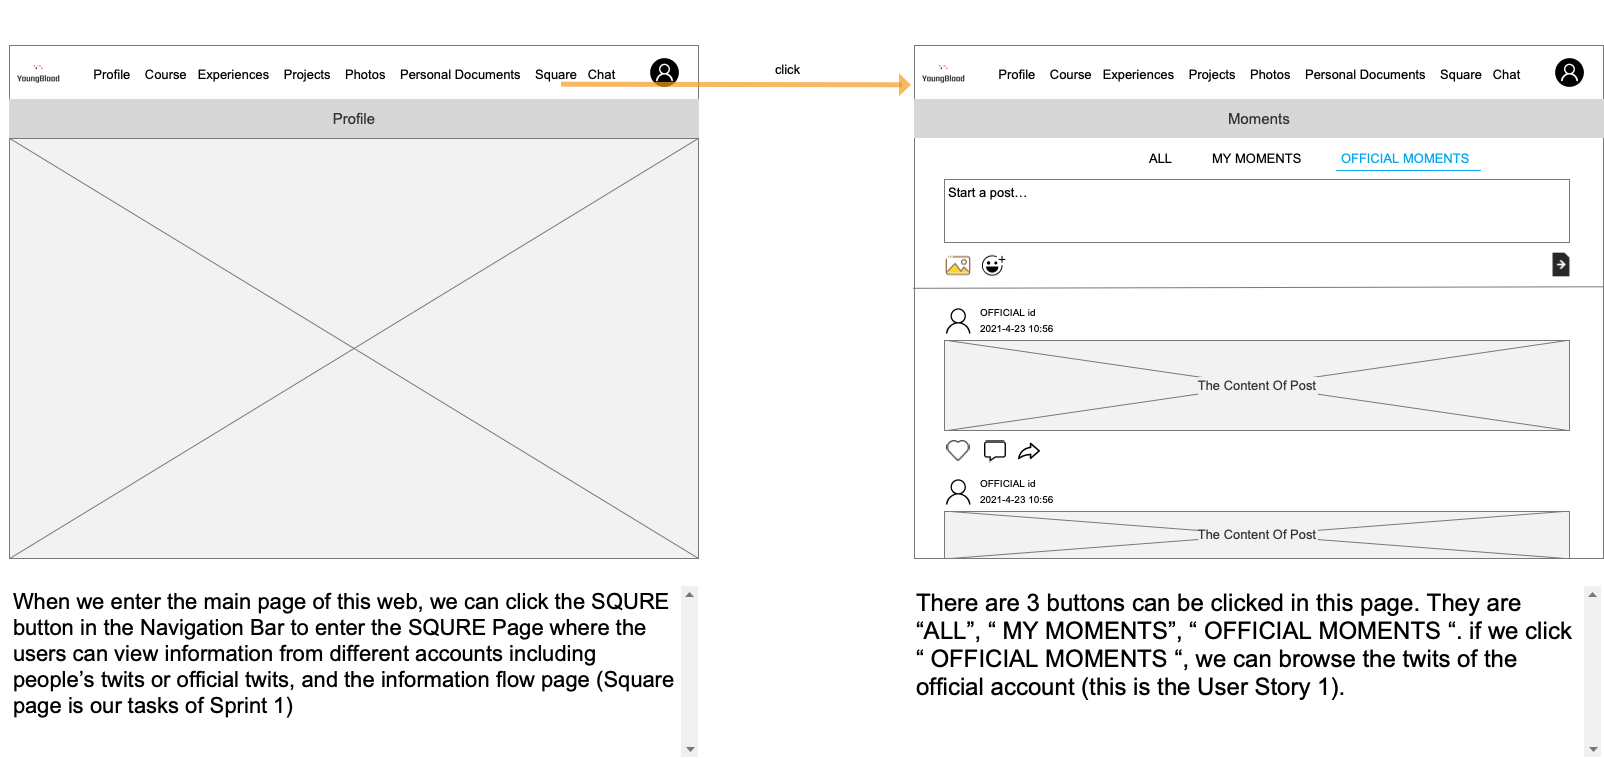 YoungBlood
Profile Course Experiences Projects Photos Personal Documents Square Chat
click
YoungBlood
Profile Course Experiences Projects Photos Personal Documents Square Chat
Profile
Moments
ALL MY MOMENTS OFFICIAL MOMENTS
Start a post...
OFFICIAL id
2021-4-23 10:56
The Content Of Post
OFFICIAL id
2021-4-23 10:56
The Content Of Post
When we enter the main page of this web, we can click the SQURE
button in the Navigation Bar to enter the SQURE Page where the
users can view information from different accounts including
people’s twits or official twits, and the information flow page (Square
page is our tasks of Sprint 1)
There are 3 buttons can be clicked in this page. They are
“ALL”, “ MY MOMENTS”, “ OFFICIAL MOMENTS “. if we click
“ OFFICIAL MOMENTS “, we can browse the twits of the
official account (this is the User Story 1).